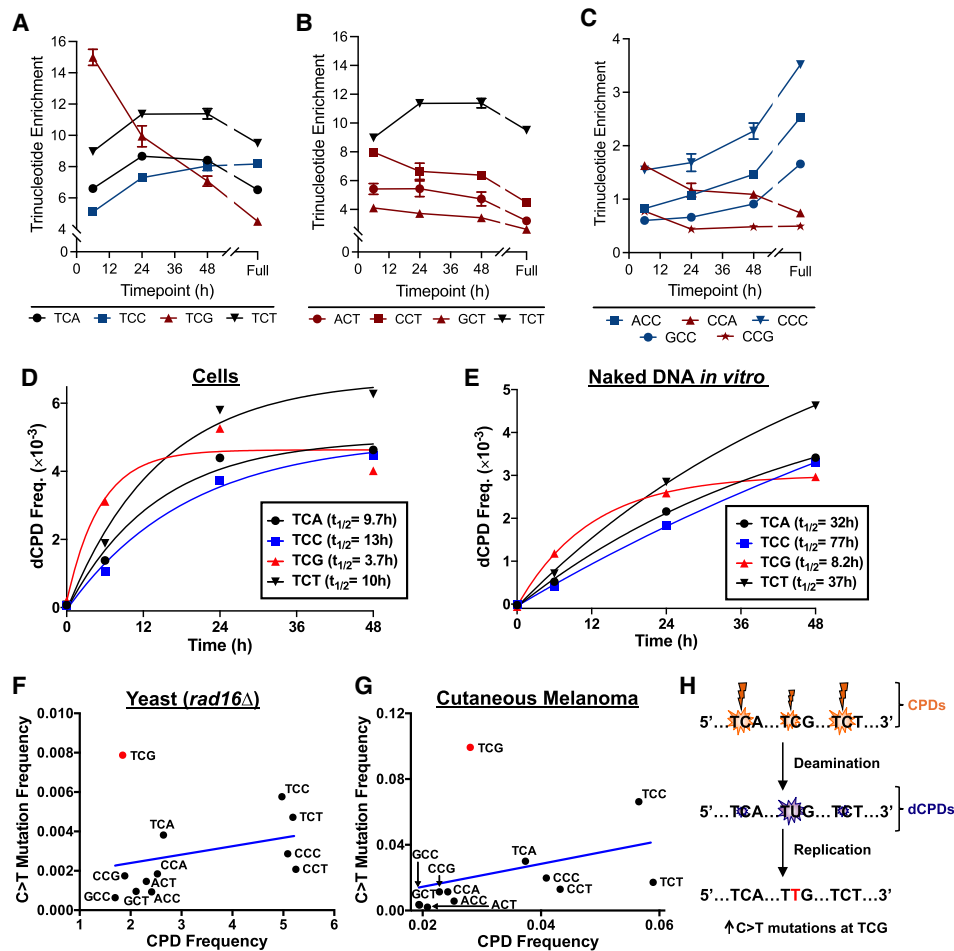 A
Trinucleotide Enrichment
16
14
12
10
8
6
4
0
0 12 24 36 48 Full
Timepoint (h)
TCA TCC TCG TCT
B
Trinucleotide Enrichment
16
14
12
10
8
6
4
0
0 12 24 36 48 Full
Timepoint (h)
ACT CCT GCT TCT
C
Trinucleotide Enrichment
4
3
2
1
0
0 12 24 36 48 Full
Timepoint (h)
ACC CCA CCC
GCC CCG
D
Cells
dCPD Freq. (×10⁻³)
6
4
2
0
0 12 24 36 48
Time (h)
TCA (t1/2= 9.7h)
TCC (t1/2= 13h)
TCG (t1/2= 3.7h)
TCT (t1/2= 10h)
E
Naked DNA in vitro
dCPD Freq. (×10⁻³)
5
4
3
2
1
0
0 12 24 36 48
Time (h)
TCA (t1/2= 32h)
TCC (t1/2= 77h)
TCG (t1/2= 8.2h)
TCT (t1/2= 37h)
F
Yeast (rad16Δ)
C>T Mutation Frequency
0.010
0.008
0.006
0.004
0.002
0.000
1 2 3 4 5 6
CPD Frequency
TCG
TCC
TCT
TCA
CCC
CCA
CCG
ACT
CCT
GCC
GCT
ACC
G
Cutaneous Melanoma
C>T Mutation Frequency
0.12
0.08
0.04
0.00
0.02 0.03 0.04 0.05 0.06
CPD Frequency
TCG
TCC
TCA
GCC
CCG
CCC
CCA
CCT
TCT
GCT
ACC
ACT
H
5’...TCA...TCG...TCT...3’
CPDs
Deamination
5’...TCA...TUG...TCT...3’
dCPDs
Replication
5’...TCA...TTG...TCT...3’
↑C>T mutations at TCG